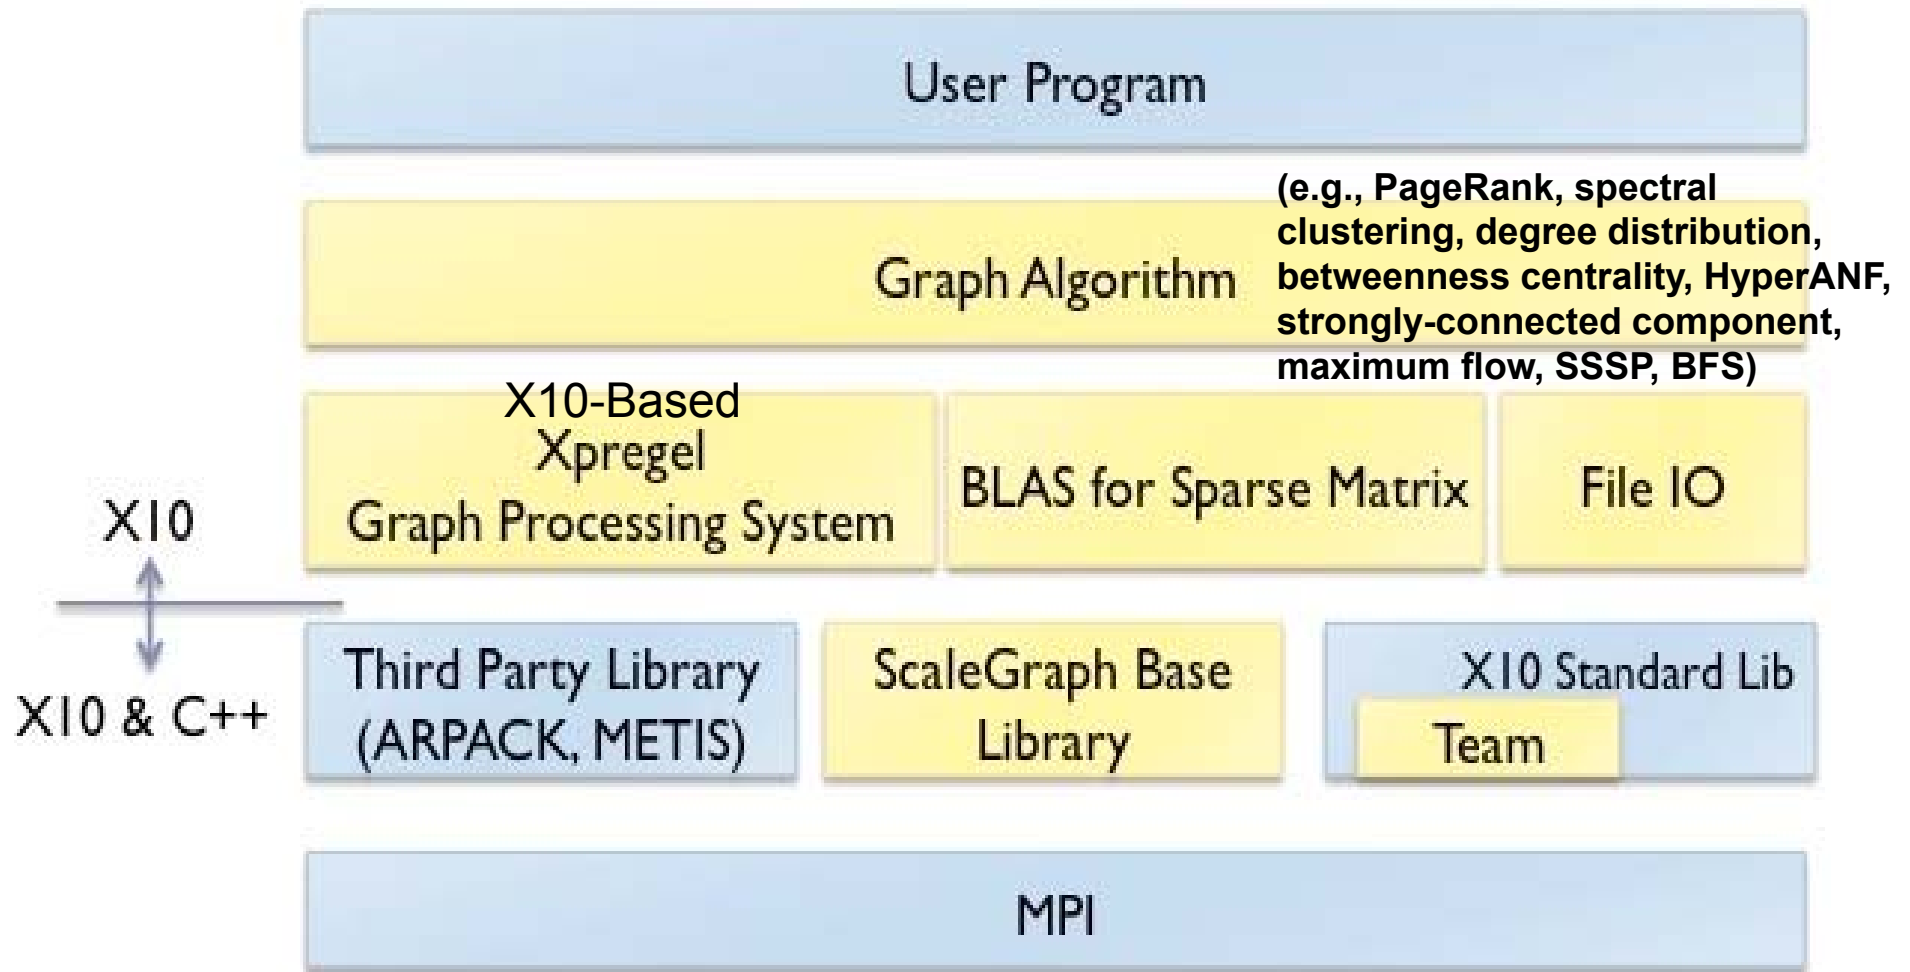 User Program
(e.g., PageRank, spectral
clustering, degree distribution,
betweenness centrality, HyperANF,
strongly-connected component,
maximum flow, SSSP, BFS)
Graph Algorithm
X10-Based
Xpregel
Graph Processing System
BLAS for Sparse Matrix
File IO
X10
X10 & C++
Third Party Library
(ARPACK, METIS)
ScaleGraph Base
Library
X10 Standard Lib
Team
MPI